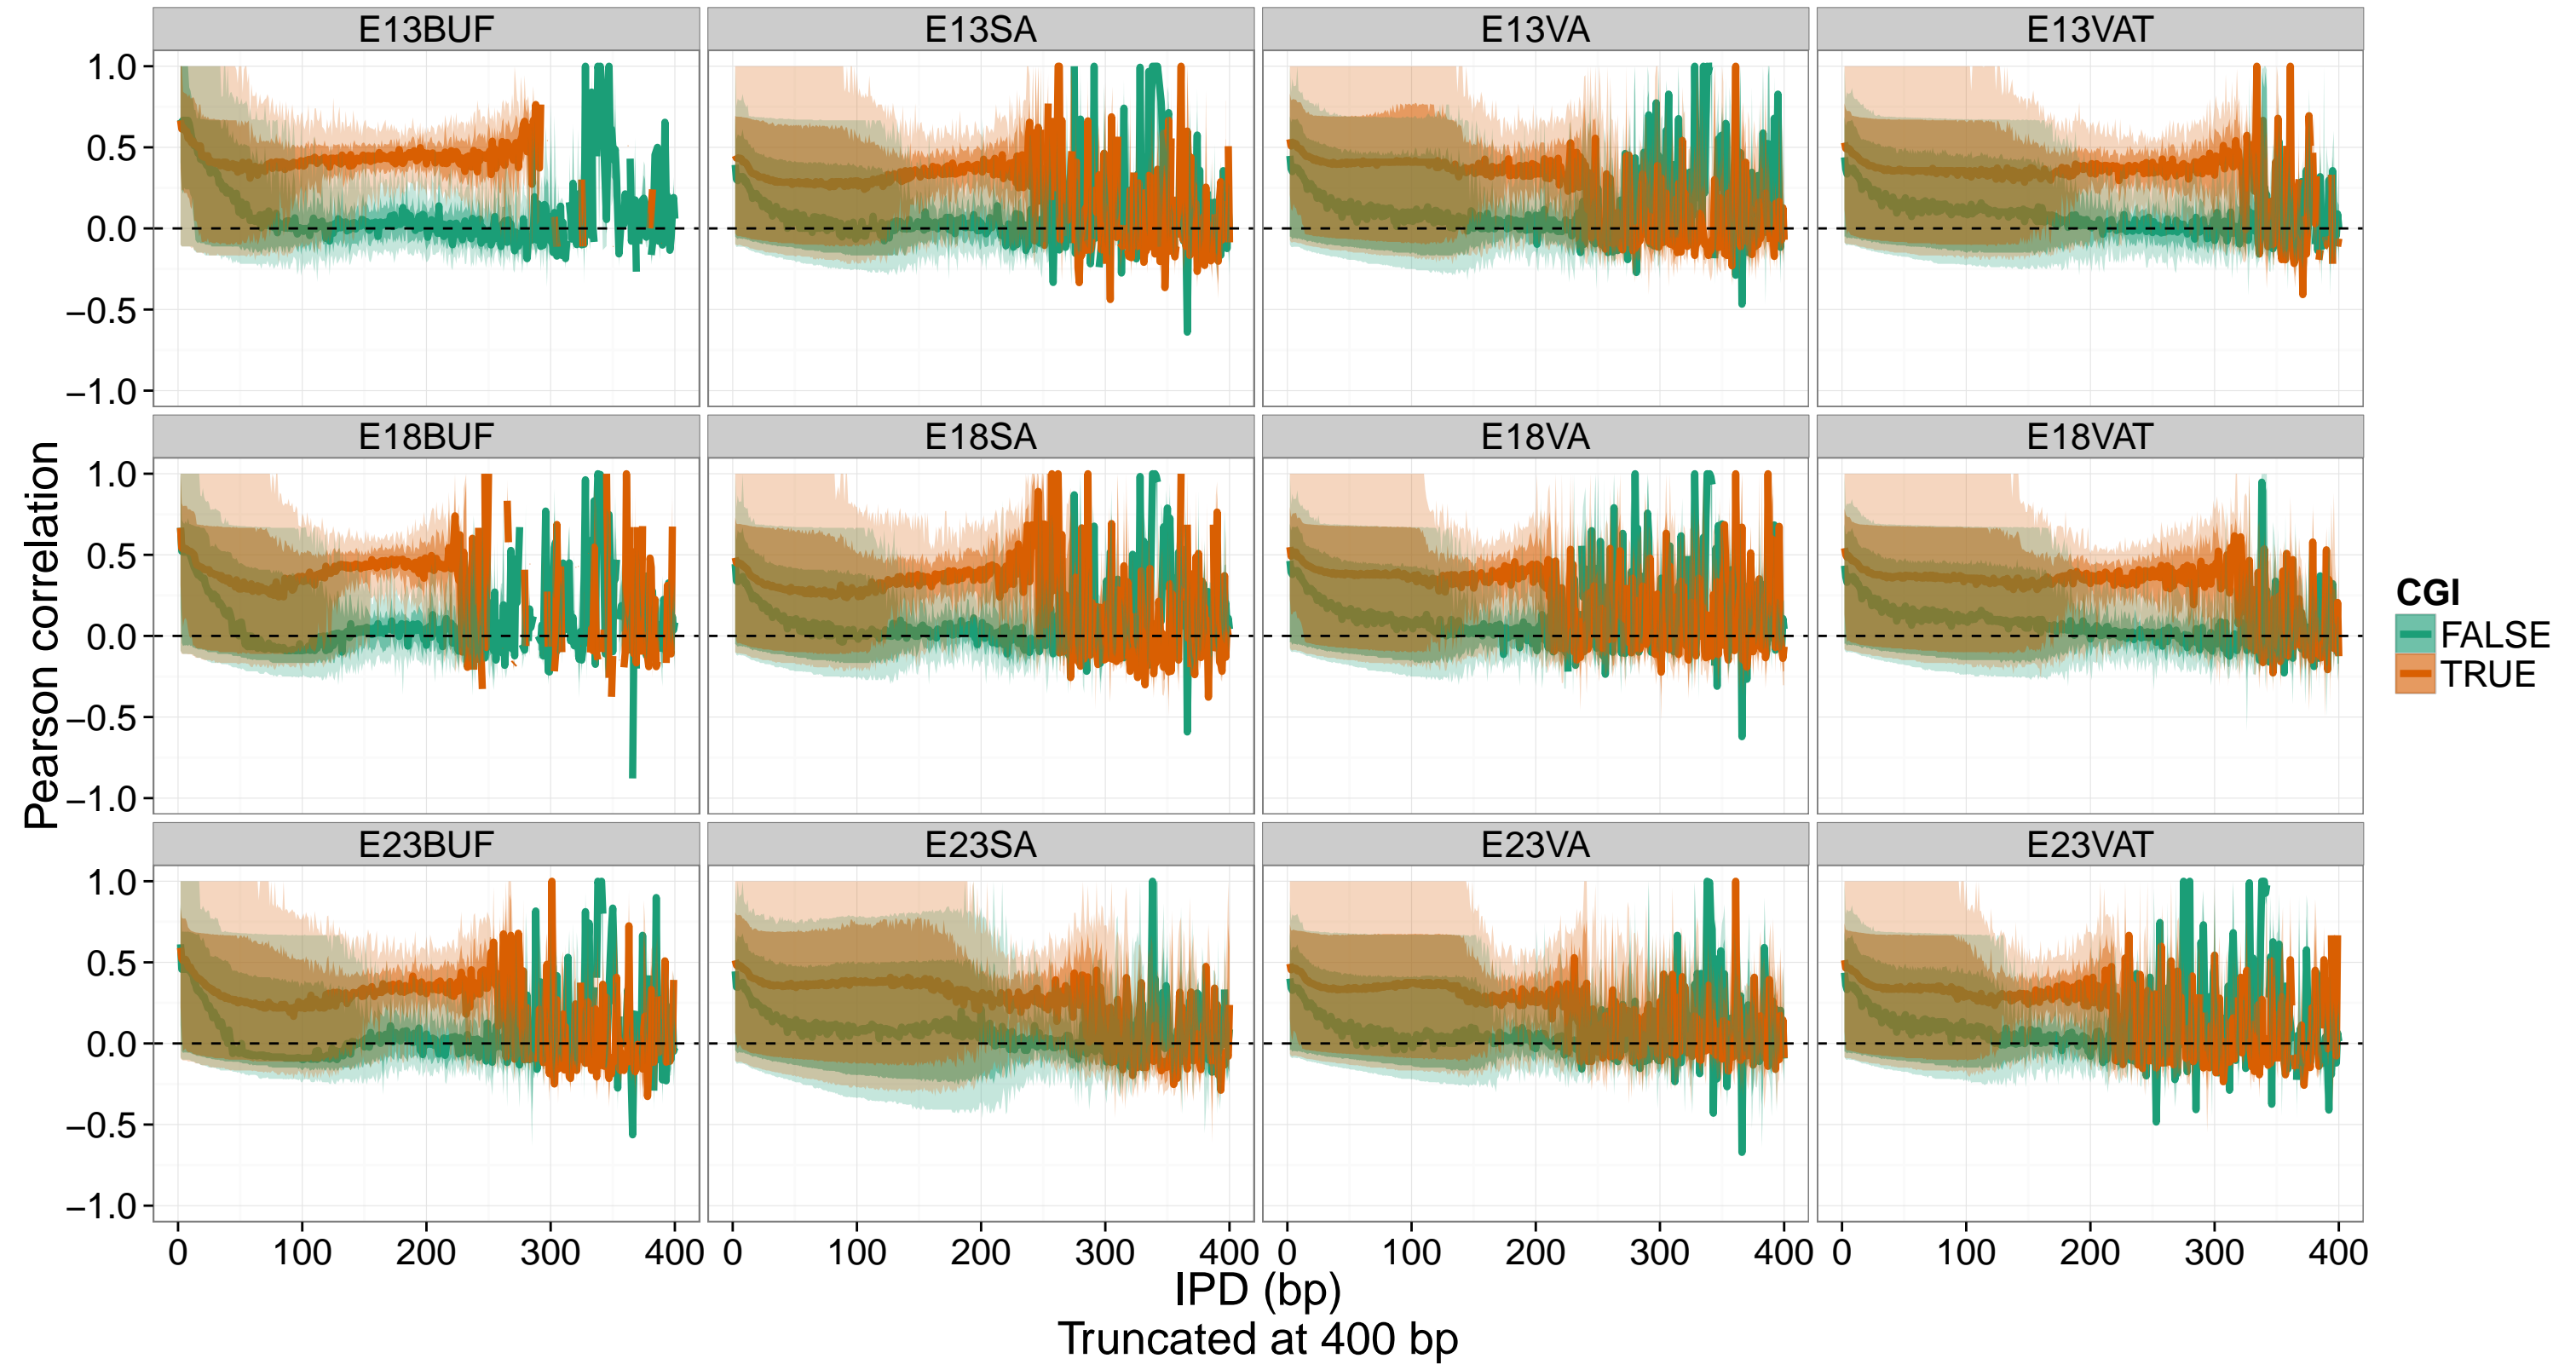 E13BUF E13SA E13VA E13VAT
1.0
0.5
0.0
−0.5
−1.0
E18BUF E18SA E18VA E18VAT
1.0
0.5
0.0
−0.5
−1.0
E23BUF E23SA E23VA E23VAT
1.0
0.5
0.0
−0.5
−1.0
0 100 200 300 400 0 100 200 300 400 0 100 200 300 400 0 100 200 300 400
Pearson correlation
IPD (bp)
Truncated at 400 bp
CGI
FALSE
TRUE